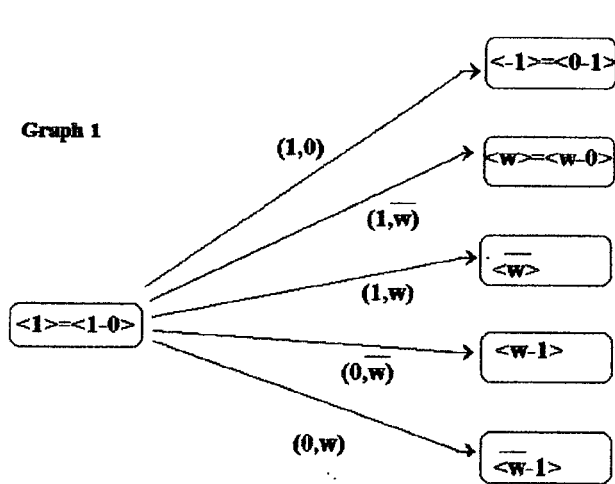 <-1>=<0-1>
Graph 1
(1,0)
<w>=<w-0>
(1,w̅)
<w̅>
(1,w)
<1>=<1-0>
<w-1>
(0,w̅)
(0,w)
<w̅-1>